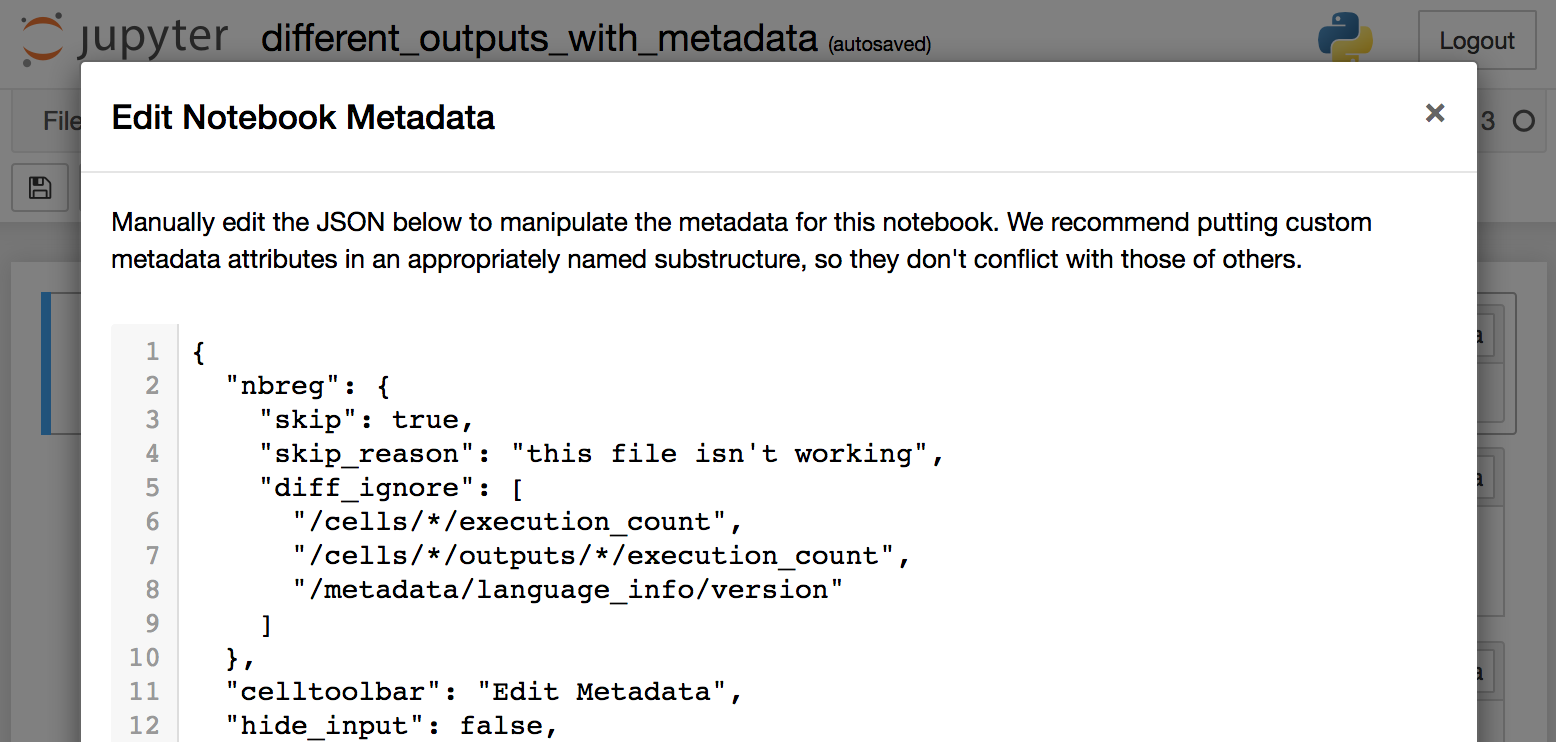 jupyter different_outputs_with_metadata (autosaved)
Logout
File
3
Edit Notebook Metadata
×
Manually edit the JSON below to manipulate the metadata for this notebook. We recommend putting custom
metadata attributes in an appropriately named substructure, so they don't conflict with those of others.
1 {
2 "nbreg": {
3 "skip": true,
4 "skip_reason": "this file isn't working",
5 "diff_ignore": [
6 "/cells/*/execution_count",
7 "/cells/*/outputs/*/execution_count",
8 "/metadata/language_info/version"
9 ]
10 },
11 "celltoolbar": "Edit Metadata",
12 "hide_input": false,